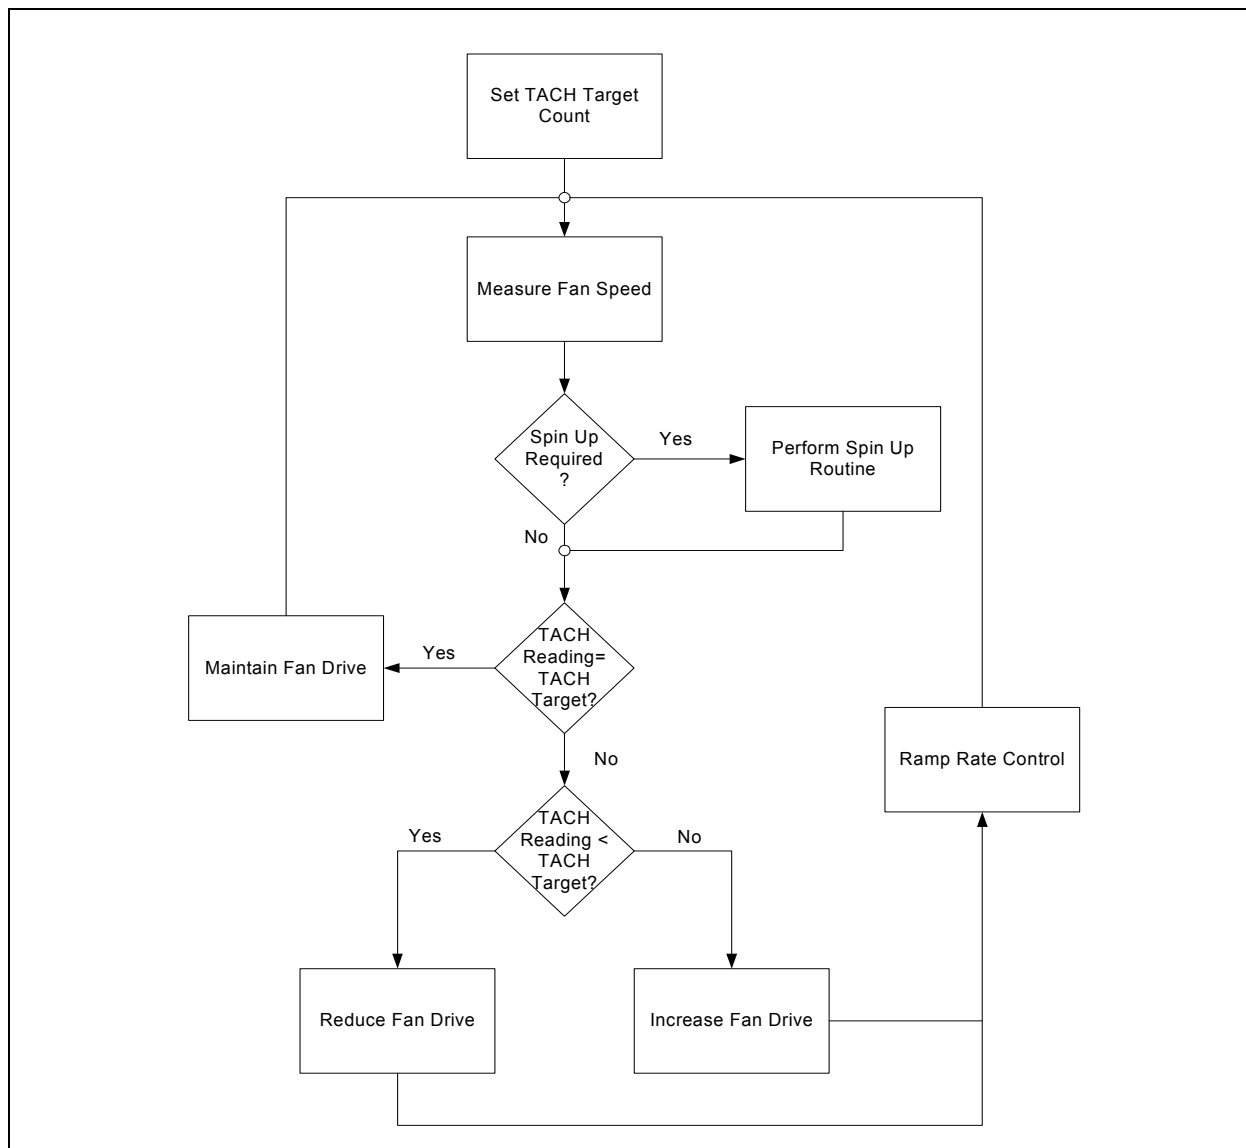 Set TACH Target
Count
Measure Fan Speed
Spin Up
Required
?
Yes
Perform Spin Up
Routine
No
TACH
Reading=
TACH
Target?
Yes
Maintain Fan Drive
No
Ramp Rate Control
TACH
Reading <
TACH
Target?
Yes
No
Reduce Fan Drive
Increase Fan Drive